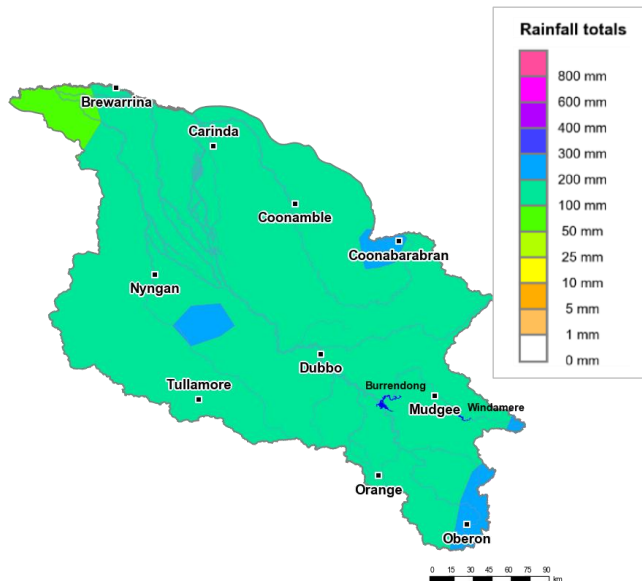 Rainfall totals
800 mm
600 mm
400 mm
300 mm
200 mm
100 mm
50 mm
25 mm
10 mm
5 mm
1 mm
0 mm
Brewarrina
Carinda
Coonamble
Coonabarabran
Nyngan
Dubbo
Tullamore
Burrendong
Mudgee
Windamere
Orange
Oberon
0 15 30 45 60 75 90
km